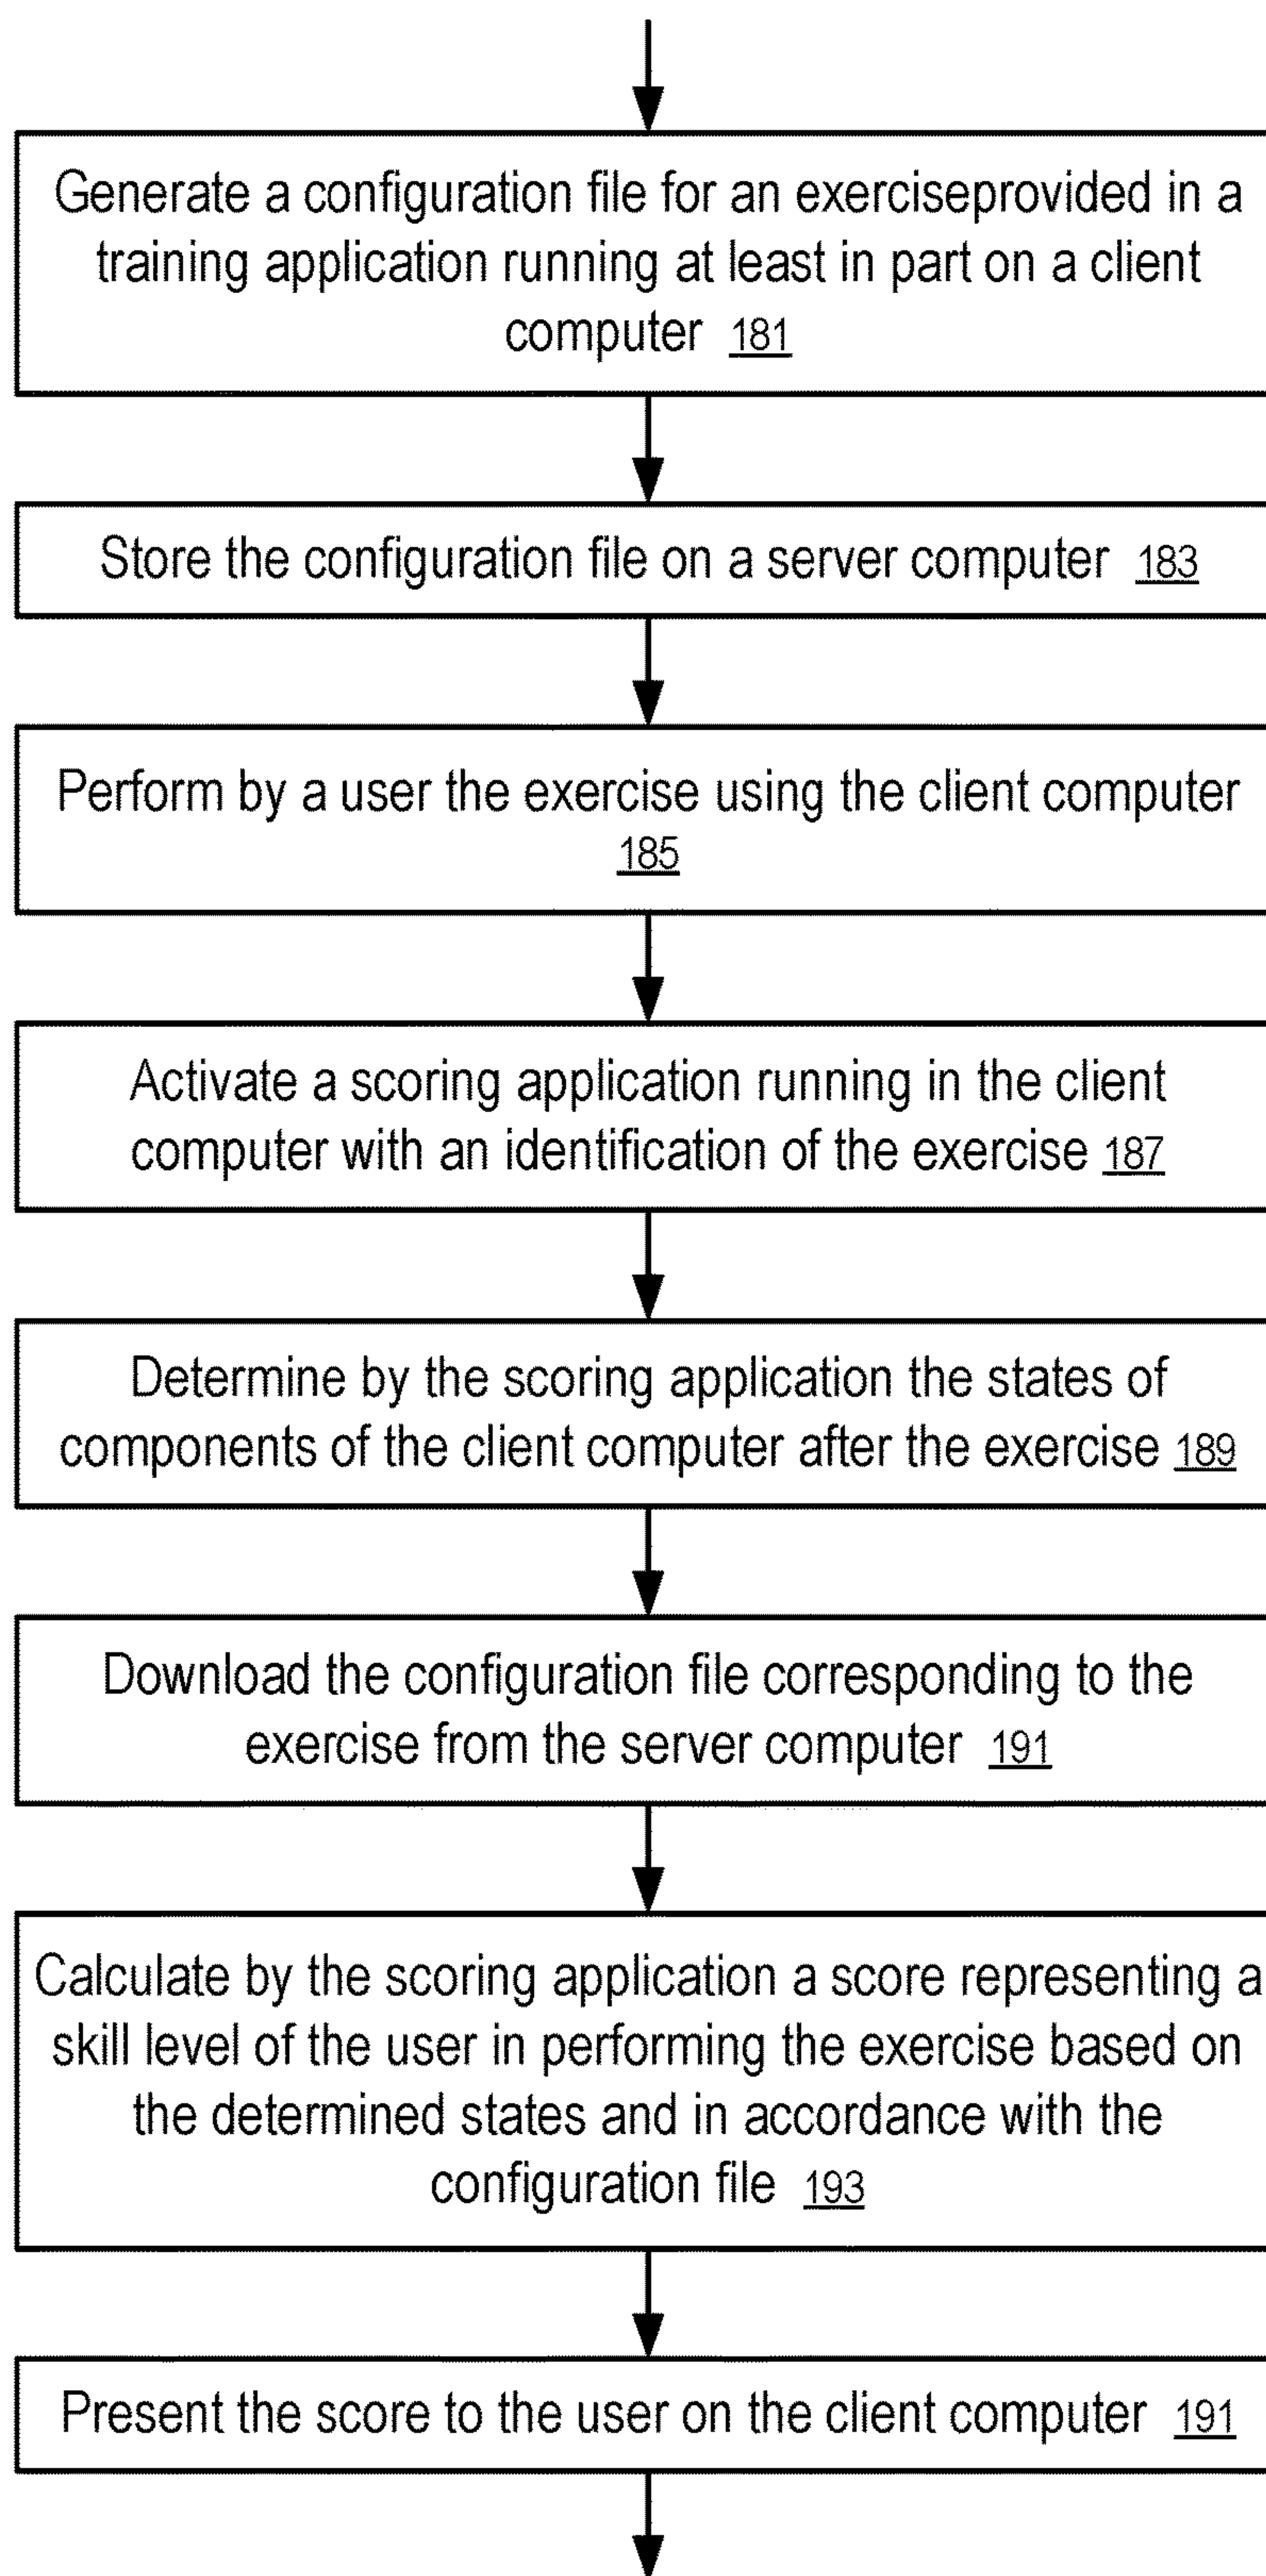 Generate a configuration file for an exerciseprovided in a
training application running at least in part on a client
computer 181
Store the configuration file on a server computer 183
Perform by a user the exercise using the client computer
185
Activate a scoring application running in the client
computer with an identification of the exercise 187
Determine by the scoring application the states of
components of the client computer after the exercise 189
Download the configuration file corresponding to the
exercise from the server computer 191
Calculate by the scoring application a score representing a
skill level of the user in performing the exercise based on
the determined states and in accordance with the
configuration file 193
Present the score to the user on the client computer 191